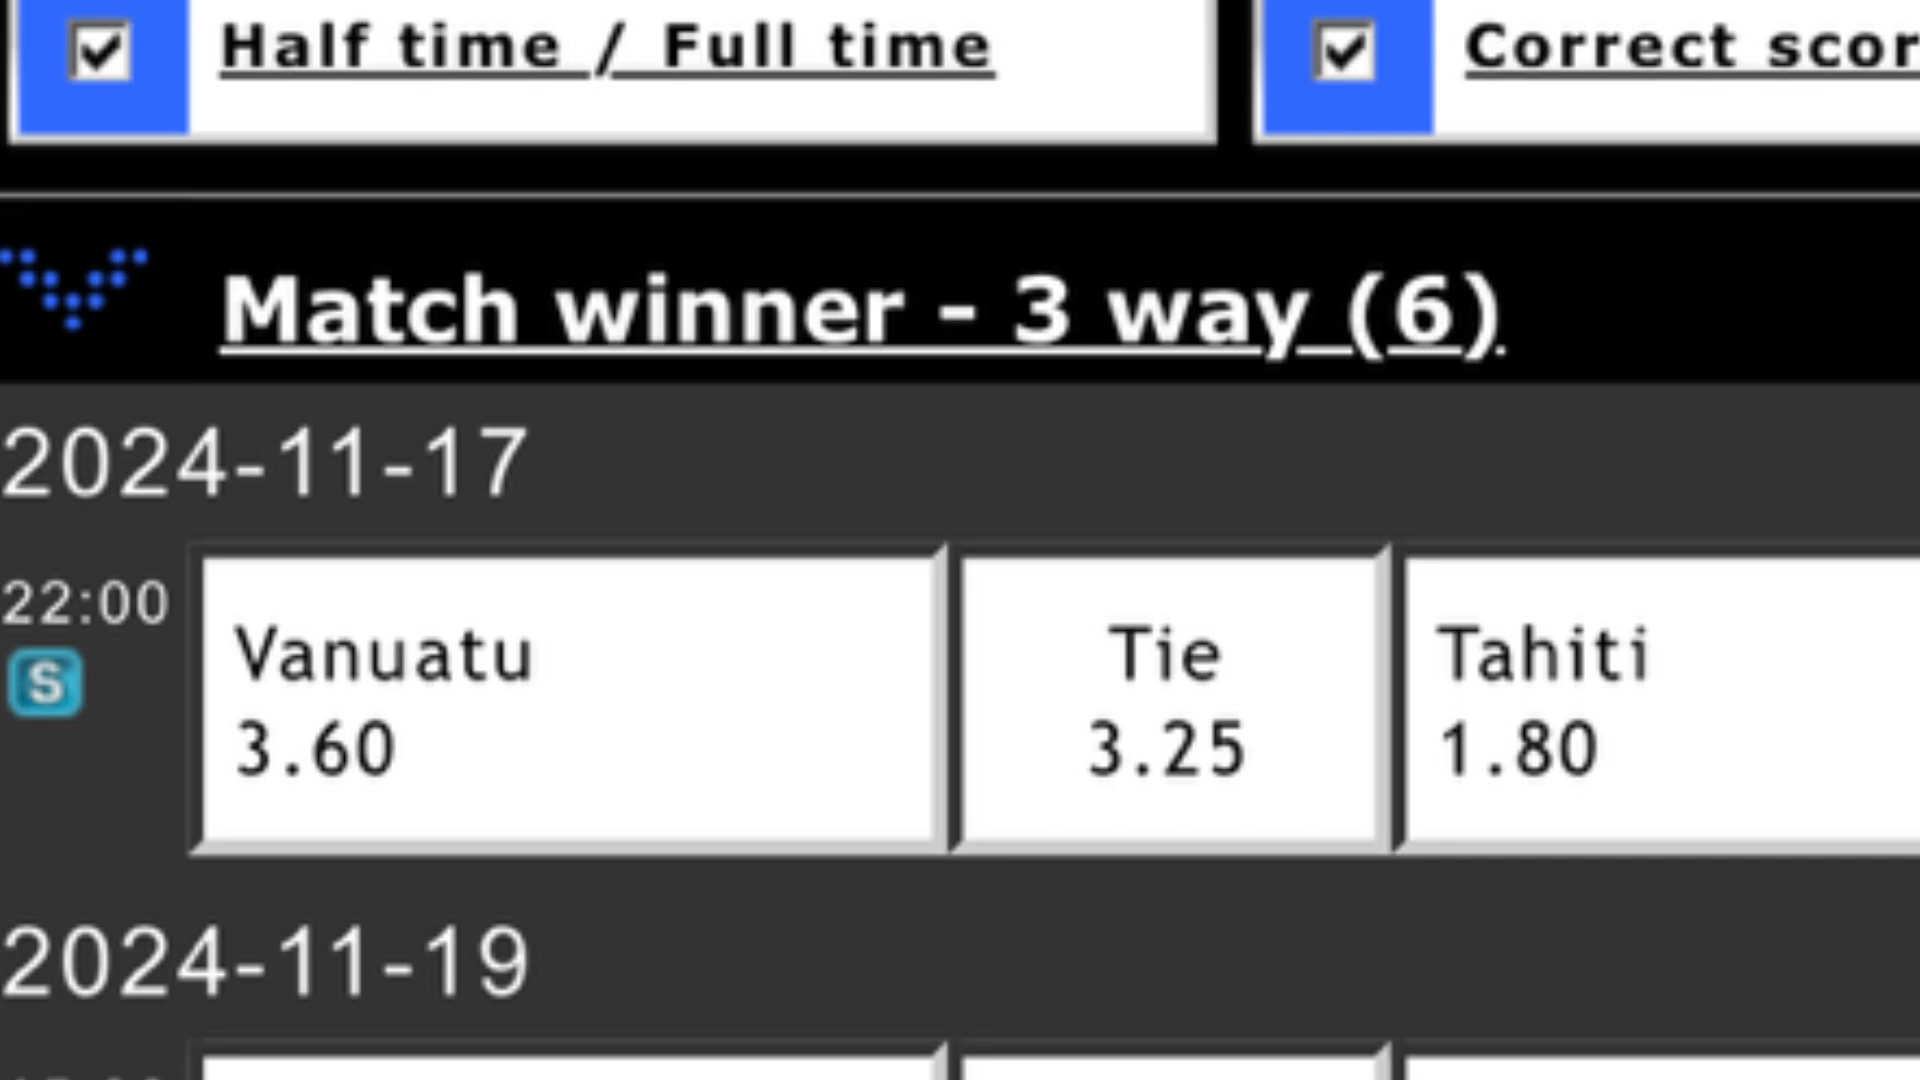 Half time / Full time
Correct scor
Match winner - 3 way (6)
2024-11-17
22:00
S
Vanuatu
3.60
Tie
3.25
Tahiti
1.80
2024-11-19